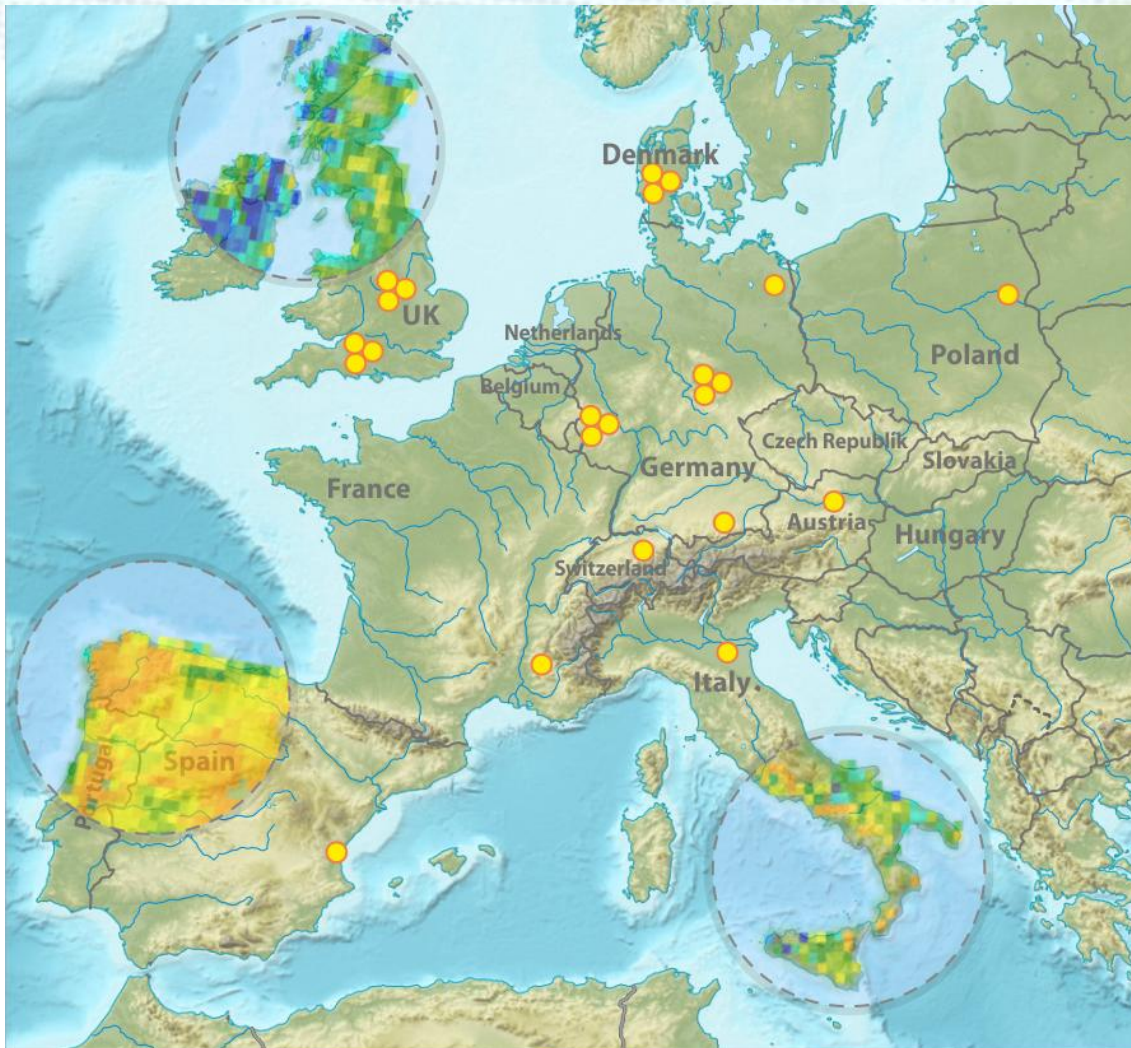 Denmark
UK
Netherlands
Poland
Belgium
Czech Republik
Germany
Slovakia
France
Austria
Hungary
Switzerland
Italy
Spain
Portugal